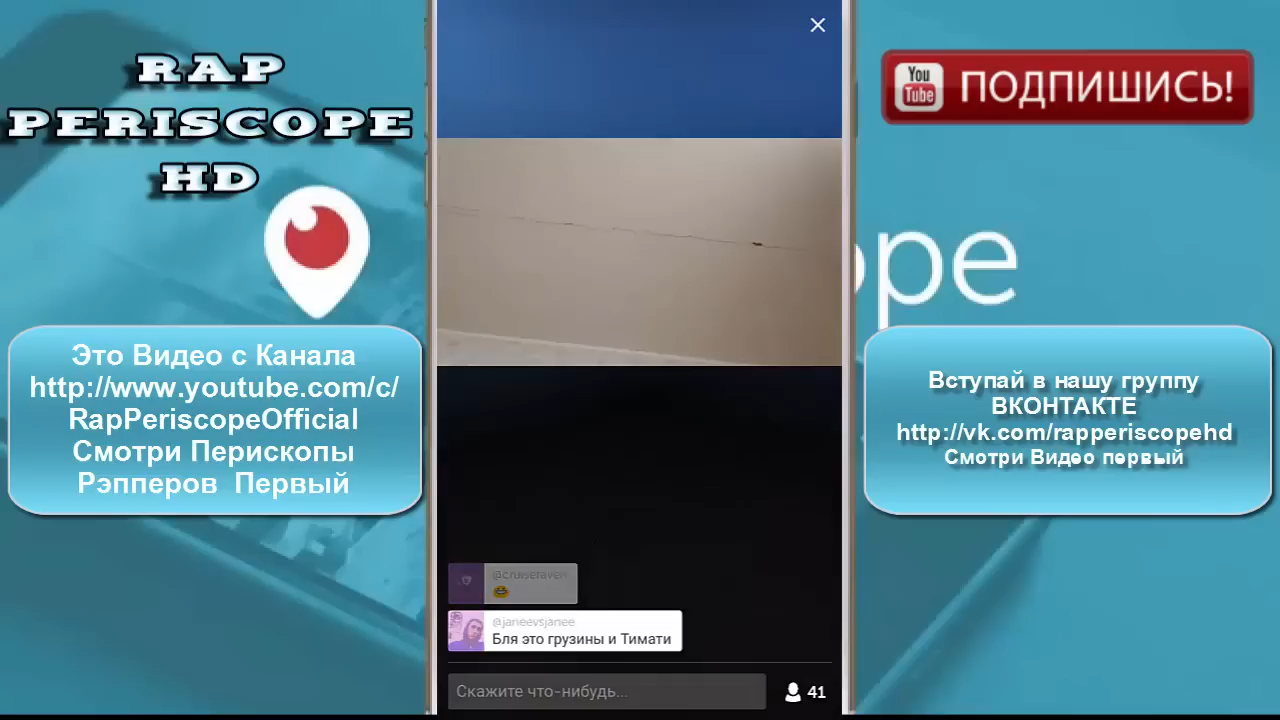 RAP
PERISCOPE
HD
Это Видео с Канала
http://www.youtube.com/c/
RapPeriscopeOfficial
Смотри Перископы
Рэпперов Первый
@cruiseraven
@janeevsjanee
Бля это грузины и Тимати
Скажите что-нибудь...
41
You
Tube
ПОДПИШИСЬ!
ope
Вступай в нашу группу
ВКОНТАКТЕ
http://vk.com/rapperiscopehd
Смотри Видео первый